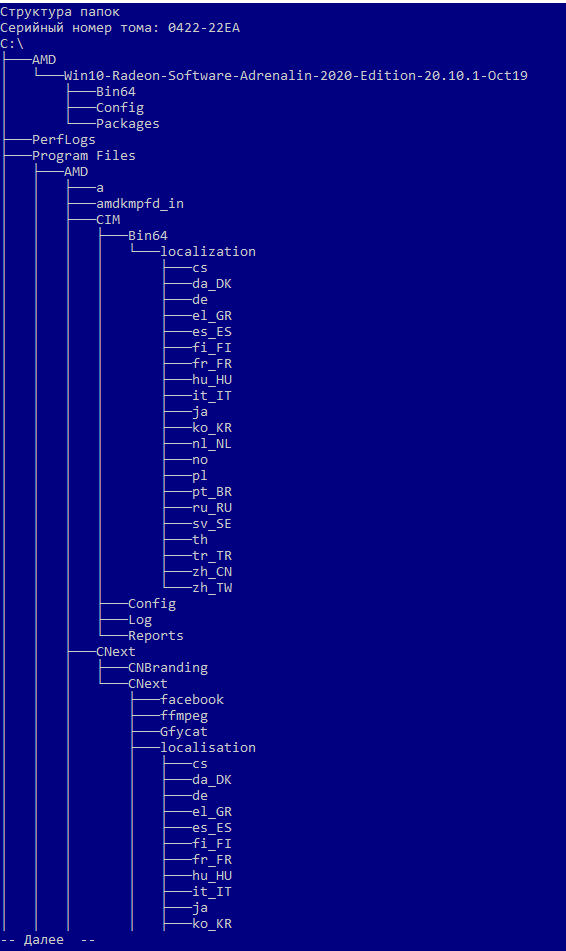 Структура папок
Серийный номер тома: 0422-22EA
C:\
├───AMD
│   └───Win10-Radeon-Software-Adrenalin-2020-Edition-20.10.1-Oct19
│       ├───Bin64
│       ├───Config
│       └───Packages
├───PerfLogs
├───Program Files
│   ├───AMD
│   │   ├───a
│   │   ├───amdkmpfd_in
│   │   ├───CIM
│   │   │   ├───Bin64
│   │   │   │   └───localization
│   │   │   │       ├───cs
│   │   │   │       ├───da_DK
│   │   │   │       ├───de
│   │   │   │       ├───el_GR
│   │   │   │       ├───es_ES
│   │   │   │       ├───fi_FI
│   │   │   │       ├───fr_FR
│   │   │   │       ├───hu_HU
│   │   │   │       ├───it_IT
│   │   │   │       ├───ja
│   │   │   │       ├───ko_KR
│   │   │   │       ├───nl_NL
│   │   │   │       ├───no
│   │   │   │       ├───pl
│   │   │   │       ├───pt_BR
│   │   │   │       ├───ru_RU
│   │   │   │       ├───sv_SE
│   │   │   │       ├───th
│   │   │   │       ├───tr_TR
│   │   │   │       ├───zh_CN
│   │   │   │       └───zh_TW
│   │   │   ├───Config
│   │   │   ├───Log
│   │   │   └───Reports
│   │   ├───CNext
│   │   │   ├───CNBranding
│   │   │   └───CNext
│   │   │       ├───facebook
│   │   │       ├───ffmpeg
│   │   │       ├───Gfycat
│   │   │       ├───localisation
│   │   │       │   ├───cs
│   │   │       │   ├───da_DK
│   │   │       │   ├───de
│   │   │       │   ├───el_GR
│   │   │       │   ├───es_ES
│   │   │       │   ├───fi_FI
│   │   │       │   ├───fr_FR
│   │   │       │   ├───hu_HU
│   │   │       │   ├───it_IT
│   │   │       │   ├───ja
│   │   │       │   ├───ko_KR
-- Далее  --